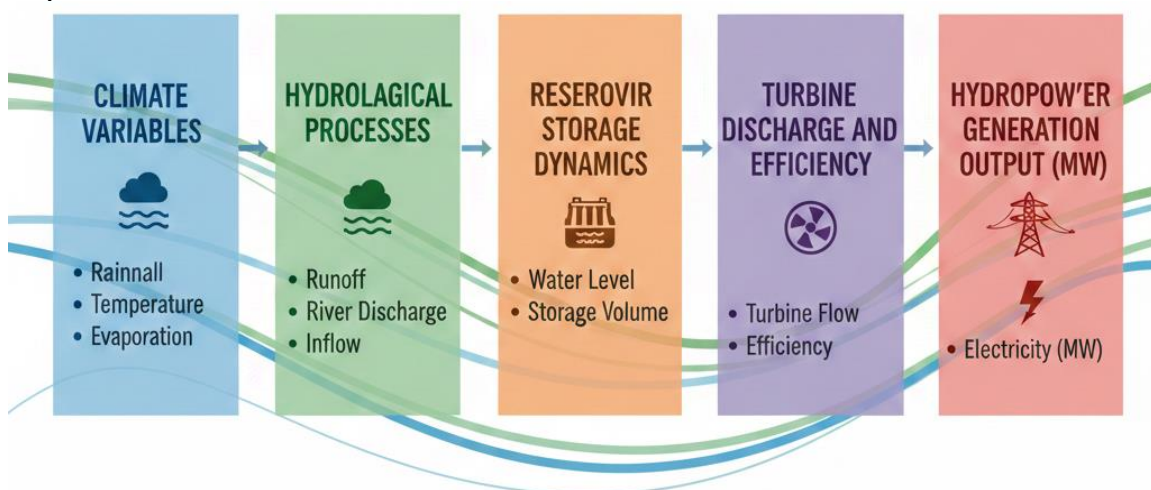 CLIMATE
VARIABLES
• Rainnall
• Temperature
• Evaporation
HYDROLAGICAL
PROCESSES
• Runoff
• River Discharge
• Inflow
RESEROVIR
STORAGE
DYNAMICS
• Water Level
• Storage Volume
TURBINE
DISCHARGE AND
EFFICIENCY
• Turbine Flow
• Efficiency
HYDROPOW'ER
GENERATION
OUTPUT (MW)
• Electricity (MW)